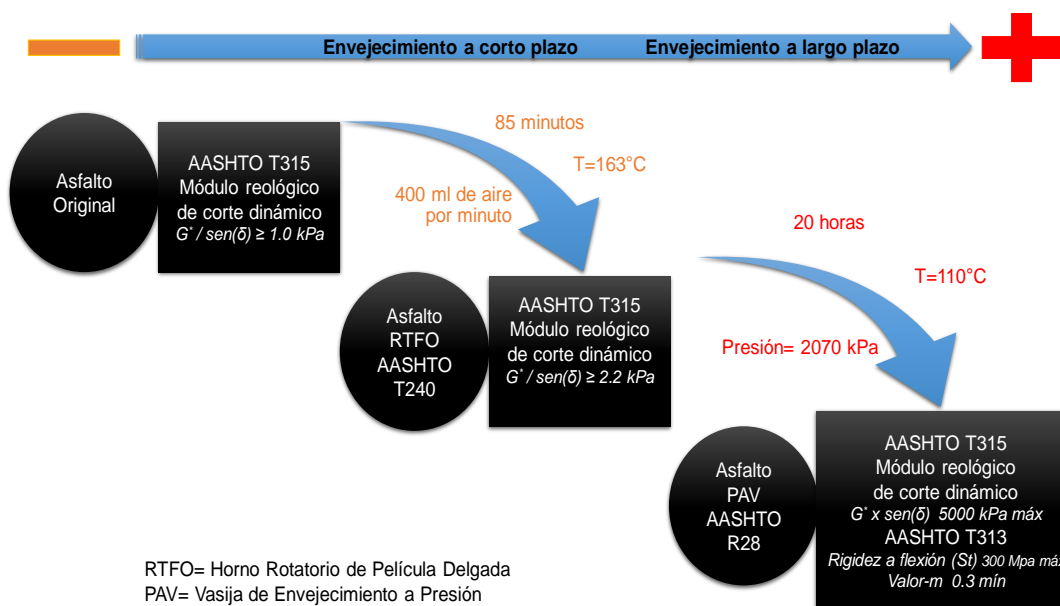 Envejecimiento a corto plazo Envejecimiento a largo plazo
Asfalto
Original
AASHTO T315
Módulo reológico
de corte dinámico
G* / sen(δ) ≥ 1.0 kPa
85 minutos
T=163°C
400 ml de aire
por minuto
Asfalto
RTFO
AASHTO
T240
AASHTO T315
Módulo reológico
de corte dinámico
G* / sen(δ) ≥ 2.2 kPa
20 horas
T=110°C
Presión= 2070 kPa
Asfalto
PAV
AASHTO
R28
AASHTO T315
Módulo reológico
de corte dinámico
G* x sen(δ) 5000 kPa máx
AASHTO T313
Rigidez a flexión (St) 300 Mpa máx
Valor-m 0.3 mín
RTFO= Horno Rotatorio de Película Delgada
PAV= Vasija de Envejecimiento a Presión